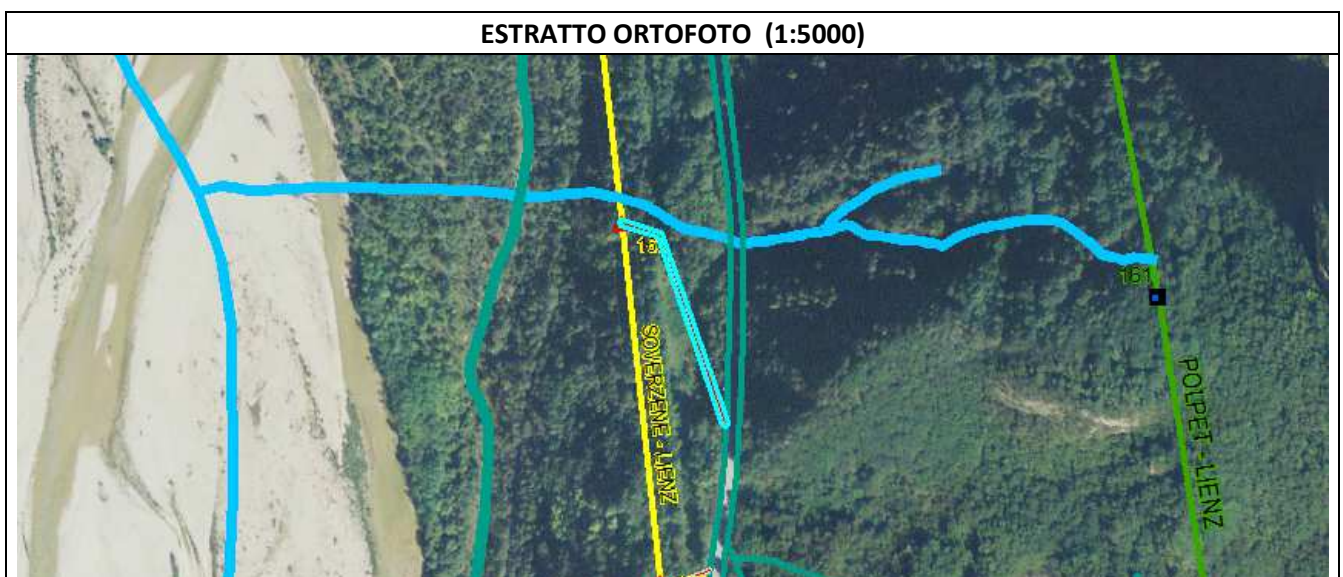 ESTRATTO ORTOFOTO (1:5000)
16
161
SOVERZENE - LIENZ
POLPET - LIENZ